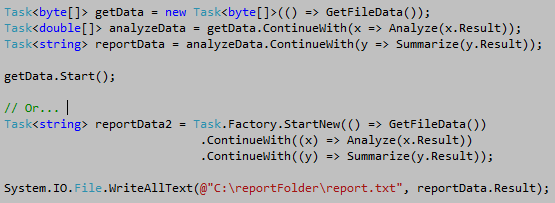 Task<byte[]> getData = new Task<byte[]>(() => GetFileData());
Task<double[]> analyzeData = getData.ContinueWith(x => Analyze(x.Result));
Task<string> reportData = analyzeData.ContinueWith(y => Summarize(y.Result));
getData.Start();
// Or...
Task<string> reportData2 = Task.Factory.StartNew(() => GetFileData())
.ContinueWith((x) => Analyze(x.Result))
.ContinueWith((y) => Summarize(y.Result));
System.IO.File.WriteAllText(@"C:\reportFolder\report.txt", reportData.Result);